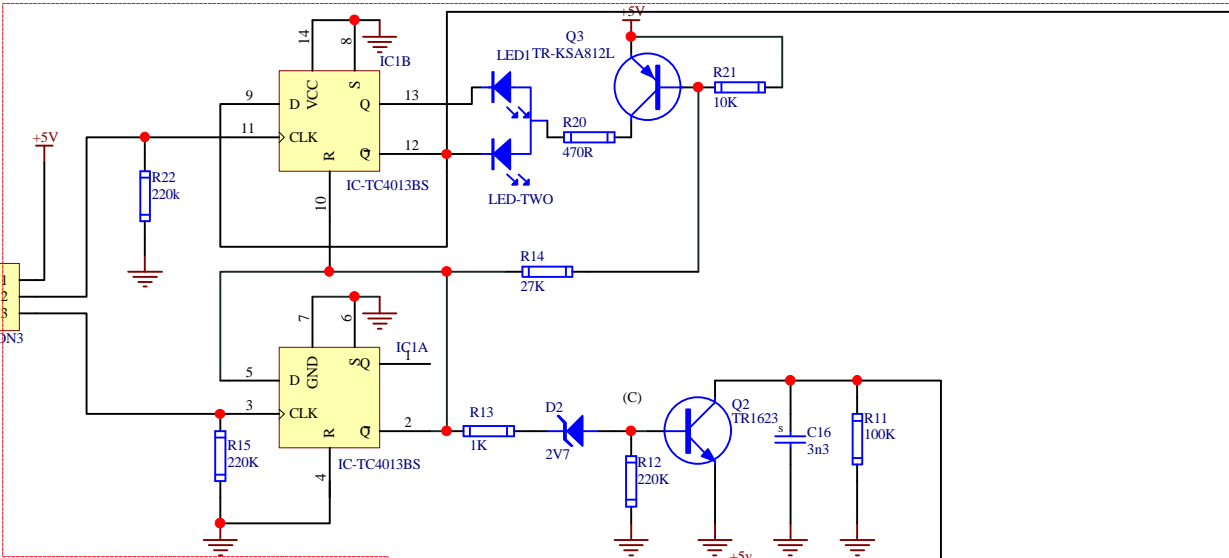 +5V
Q3
TR-KSA812L
14
8
IC1B
LED1
R21
10K
9
D
VCC
S
Q
13
11
CLK
R20
470R
+5V
R
Q
12
R22
220k
IC-TC4013BS
LED-TWO
10
R14
27K
1
2
3
7
6
IC1A
1
5
D
GND
S
Q
(C)
3
CLK
R13
1K
D2
2V7
Q2
TR1623
s
C16
3n3
R11
100K
R
Q
2
R15
220K
IC-TC4013BS
R12
220K
4
+5v